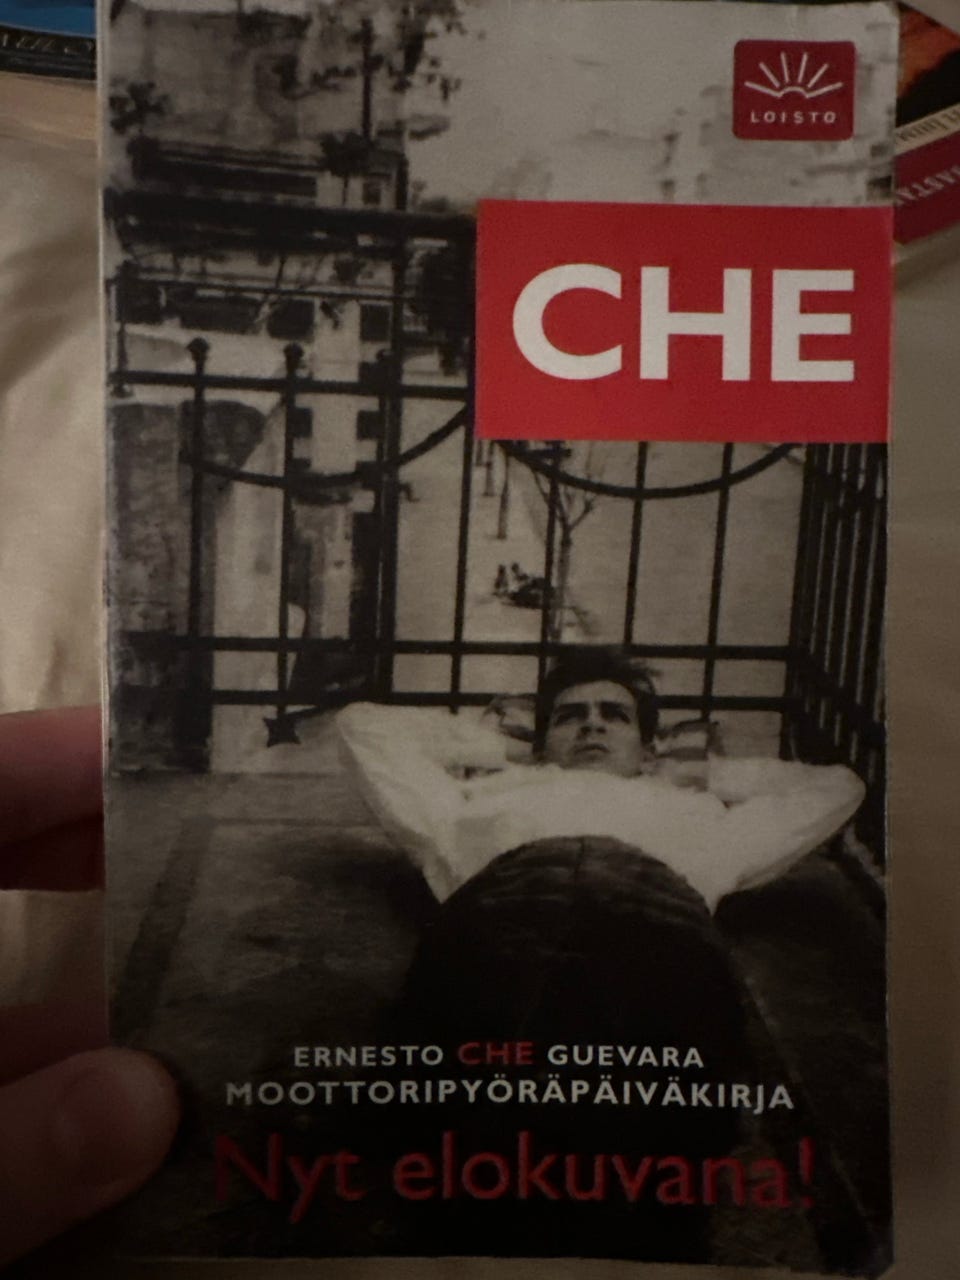 LOISTO
CHE
ERNESTO CHE GUEVARA
MOOTTORIPYÖRÄPÄIVÄKIRJA
Nyt elokuvana!